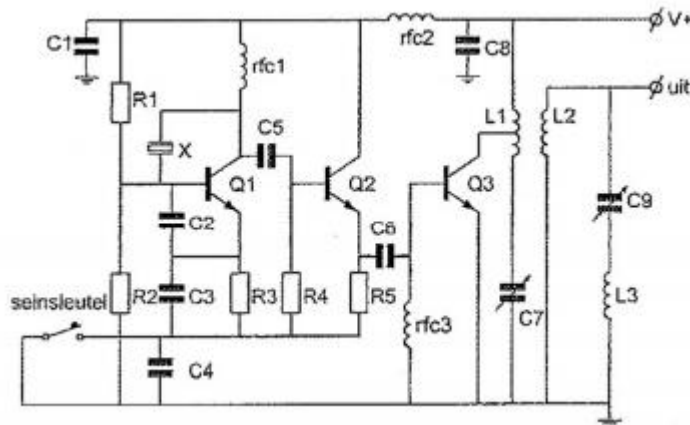 V+
C1
rfc2
C8
rfc1
uit
R1
L1
L2
C5
X
Q1
Q2
Q3
C9
C2
C6
R2
C3
R3
R4
R5
seinsleutel
C7
L3
rfc3
C4